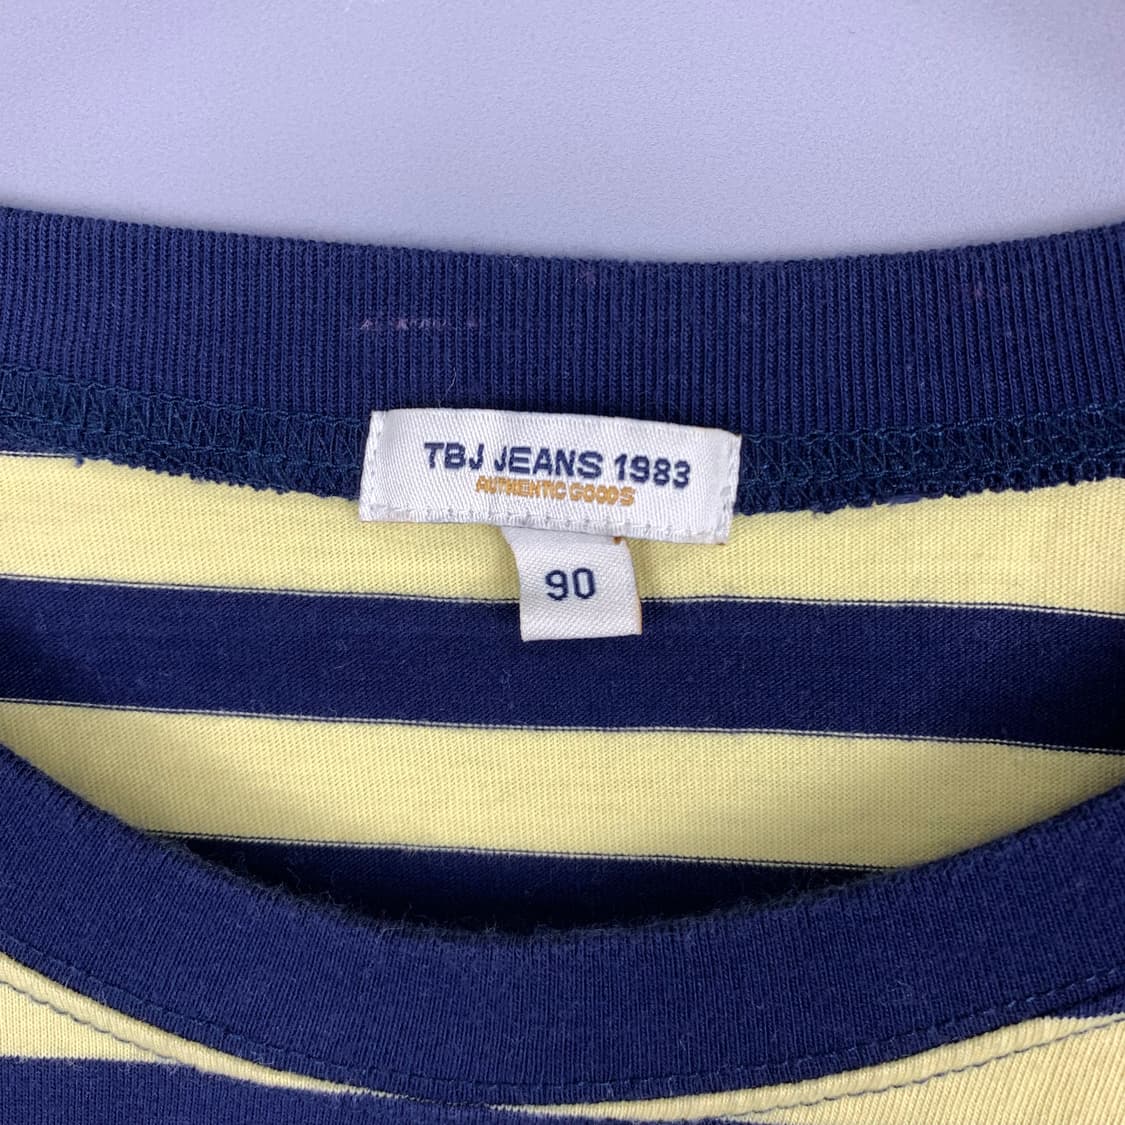 TBJ JEANS 1983
AUTHENTIC GOODS
90